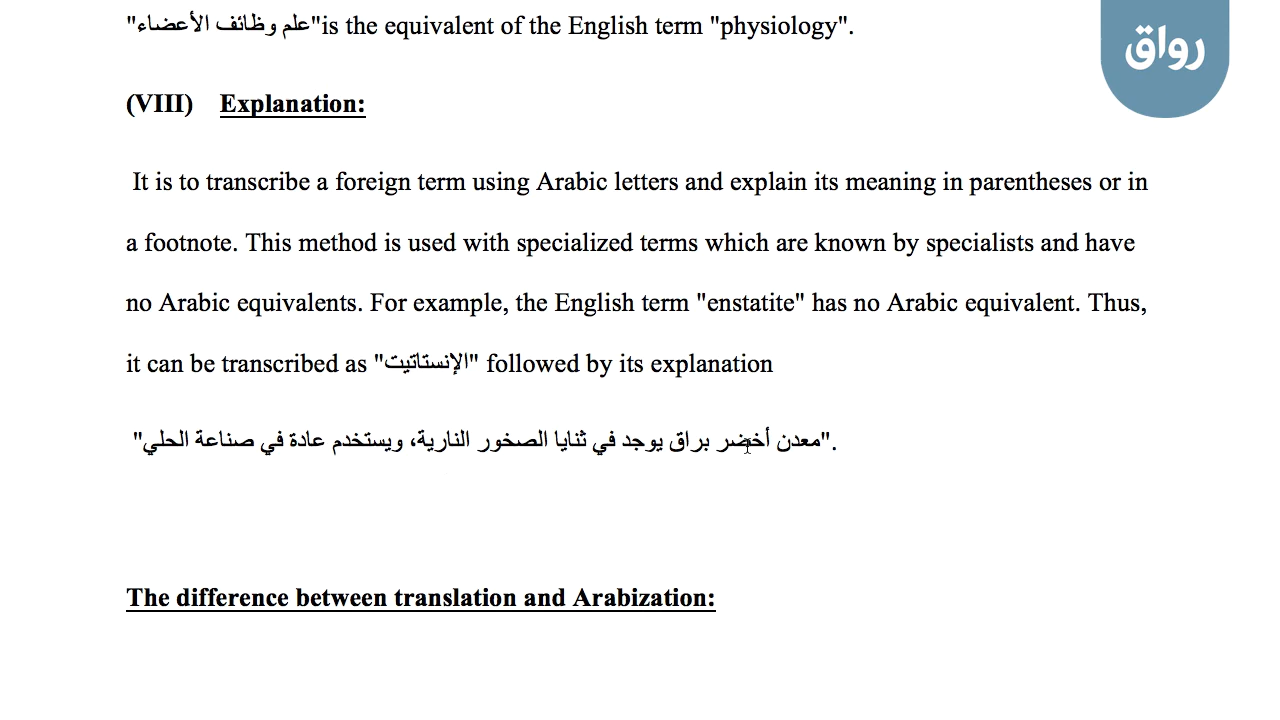 "علم وظائف الأعضاء"is the equivalent of the English term "physiology".
رواق
(VIII) Explanation:
It is to transcribe a foreign term using Arabic letters and explain its meaning in parentheses or in
a footnote. This method is used with specialized terms which are known by specialists and have
no Arabic equivalents. For example, the English term "enstatite" has no Arabic equivalent. Thus,
it can be transcribed as "الإنستاتيت" followed by its explanation
"معدن أخضر براق يوجد في ثنايا الصخور النارية، ويستخدم عادة في صناعة الحلي".
The difference between translation and Arabization: